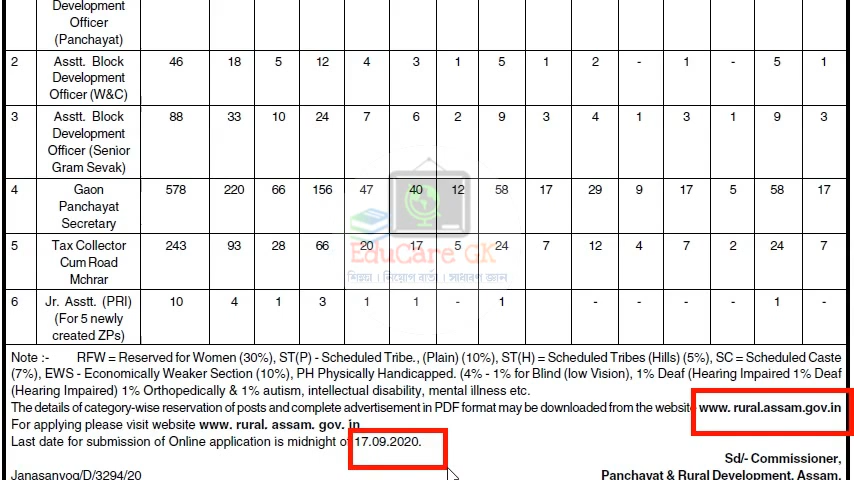 Development
Officer
(Panchayat)
2 Asstt. Block Development Officer (W&C) 46 18 5 12 4 3 1 5 1 2 - 1 - 5 1
3 Asstt. Block Development Officer (Senior Gram Sevak) 88 33 10 24 7 6 2 9 3 4 1 3 1 9 3
4 Gaon Panchayat Secretary 578 220 66 156 47 40 12 58 17 29 9 17 5 58 17
5 Tax Collector Cum Road Mchrar 243 93 28 66 20 17 5 24 7 12 4 7 2 24 7
6 Jr. Asstt. (PRI) (For 5 newly created ZPs) 10 4 1 3 1 1 - 1 - - - - 1 -
EduCare GK
শিক্ষা | নিয়োগ বাৰ্তা | সাধাৰণ জ্ঞান
Note :- RFW = Reserved for Women (30%), ST(P) - Scheduled Tribe., (Plain) (10%), ST(H) = Scheduled Tribes (Hills) (5%), SC = Scheduled Caste
(7%), EWS - Economically Weaker Section (10%), PH Physically Handicapped. (4% - 1% for Blind (low Vision), 1% Deaf (Hearing Impaired 1% Deaf
(Hearing Impaired) 1% Orthopedically & 1% autism, intellectual disability, mental illness etc.
The details of category-wise reservation of posts and complete advertisement in PDF format may be downloaded from the website www. rural.assam.gov.in
For applying please visit website www. rural. assam. gov. in
Last date for submission of Online application is midnight of 17.09.2020.
Sd/- Commissioner,
Janasanyog/D/3294/20 Panchayat & Rural Development, Assam.